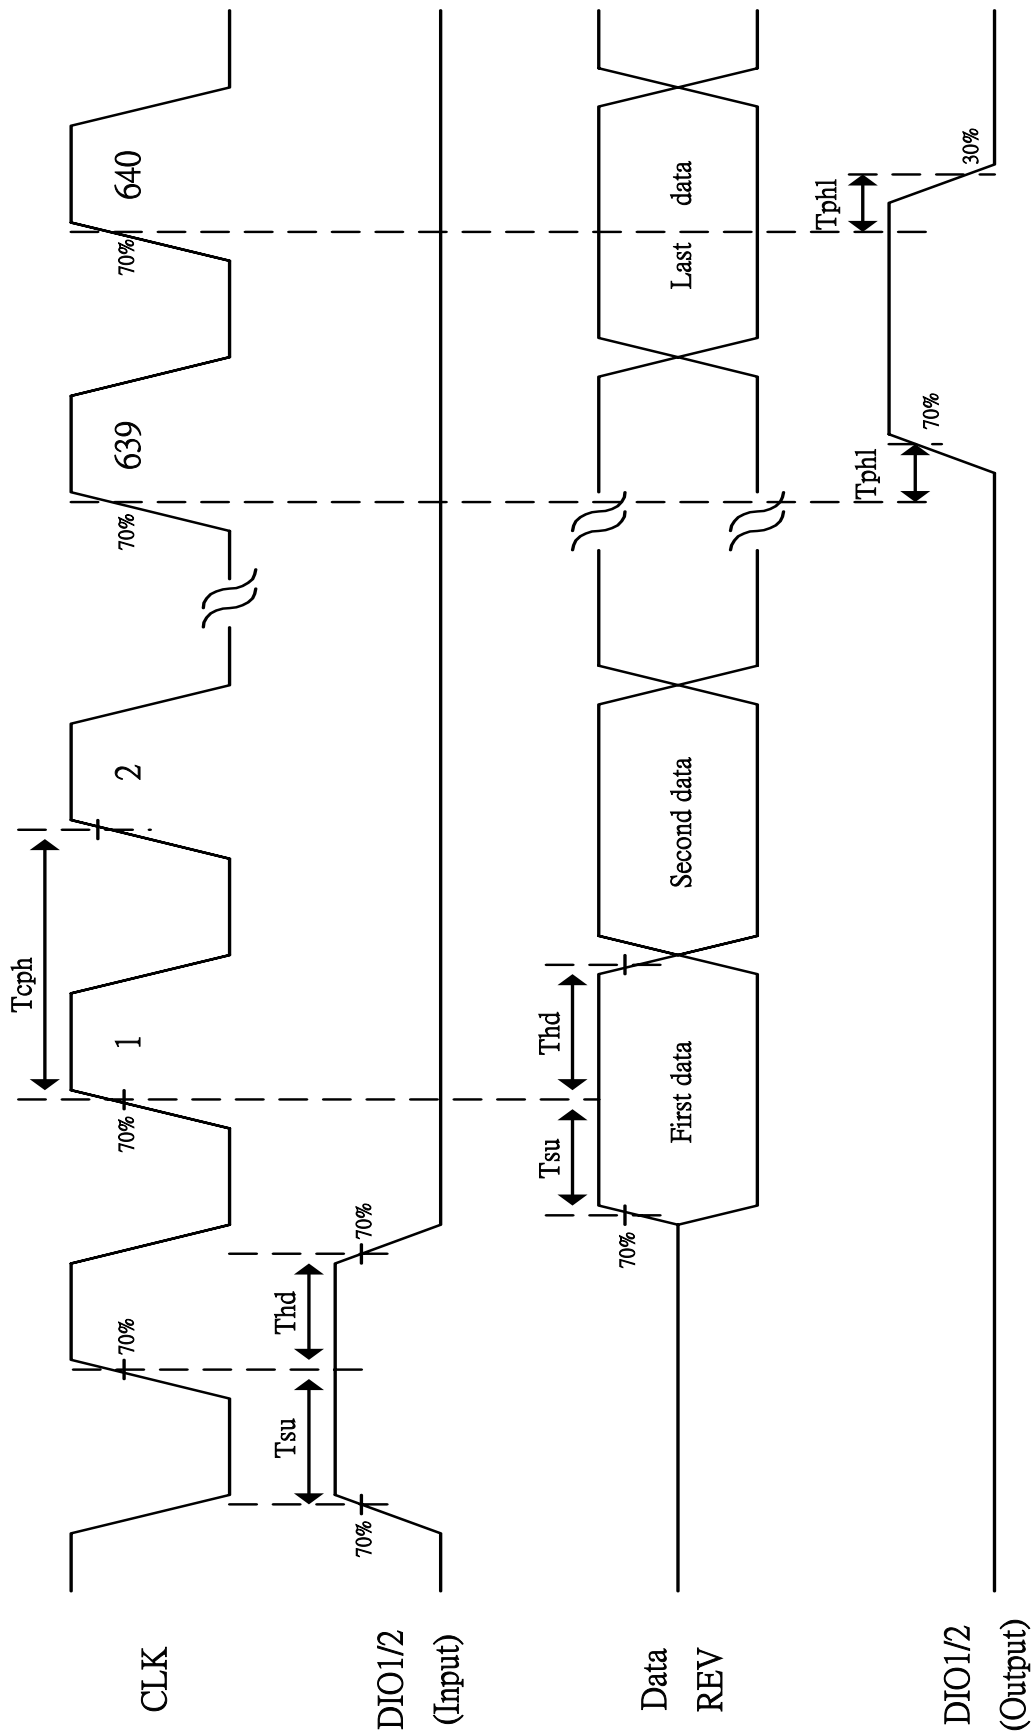 Tcph
CLK
70%
70%
1
2
70%
639
70%
640
DIO1/2
(Input)
70%
Tsu
Thd
70%
Data
REV
70%
Tsu
Thd
First data
Second data
Last data
DIO1/2
(Output)
Tphl
70%
Tphl
30%